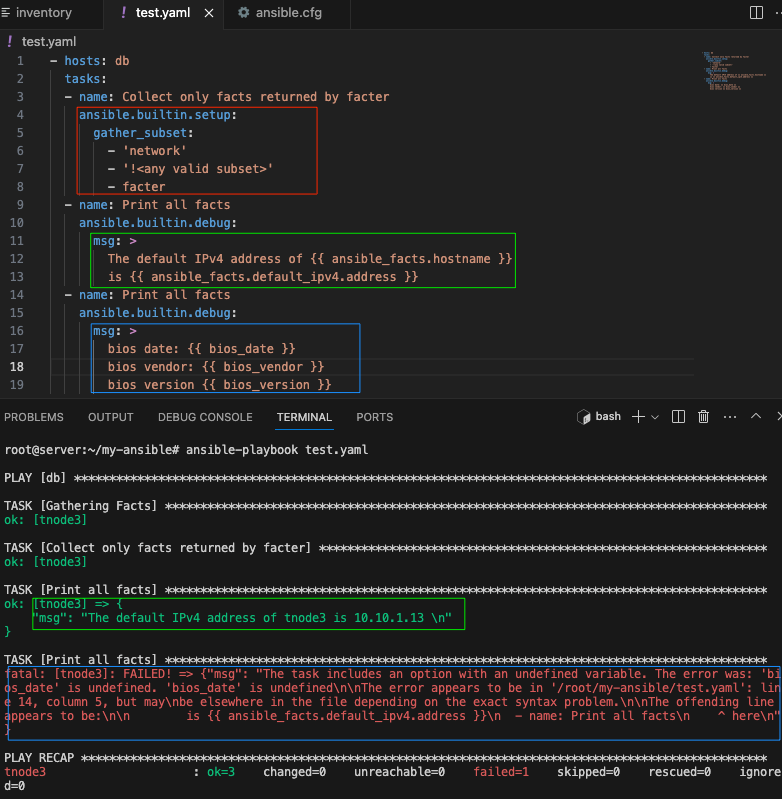 inventory
! test.yaml ×
ansible.cfg
! test.yaml
1 - hosts: db
2 tasks:
3 - name: Collect only facts returned by facter
4 ansible.builtin.setup:
5 gather_subset:
6 - 'network'
7 - '!<any valid subset>'
8 - facter
9 - name: Print all facts
10 ansible.builtin.debug:
11 msg: >
12 The default IPv4 address of {{ ansible_facts.hostname }}
13 is {{ ansible_facts.default_ipv4.address }}
14 - name: Print all facts
15 ansible.builtin.debug:
16 msg: >
17 bios date: {{ bios_date }}
18 bios vendor: {{ bios_vendor }}
19 bios version {{ bios_version }}
PROBLEMS OUTPUT DEBUG CONSOLE TERMINAL PORTS bash
root@server:~/my-ansible# ansible-playbook test.yaml
PLAY [db] ************************************************************************************************
TASK [Gathering Facts] ***********************************************************************************
ok: [tnode3]
TASK [Collect only facts returned by facter] *************************************************************
ok: [tnode3]
TASK [Print all facts] ***********************************************************************************
ok: [tnode3] => {
"msg": "The default IPv4 address of tnode3 is 10.10.1.13 \n"
}
TASK [Print all facts] ***********************************************************************************
fatal: [tnode3]: FAILED! => {"msg": "The task includes an option with an undefined variable. The error was: 'bi
os_date' is undefined. 'bios_date' is undefined\n\nThe error appears to be in '/root/my-ansible/test.yaml': lin
e 14, column 5, but may\nbe elsewhere in the file depending on the exact syntax problem.\n\nThe offending line
appears to be:\n\n is {{ ansible_facts.default_ipv4.address }}\n - name: Print all facts\n ^ here\n"
}
PLAY RECAP ***********************************************************************************************
tnode3 : ok=3 changed=0 unreachable=0 failed=1 skipped=0 rescued=0 ignore
d=0